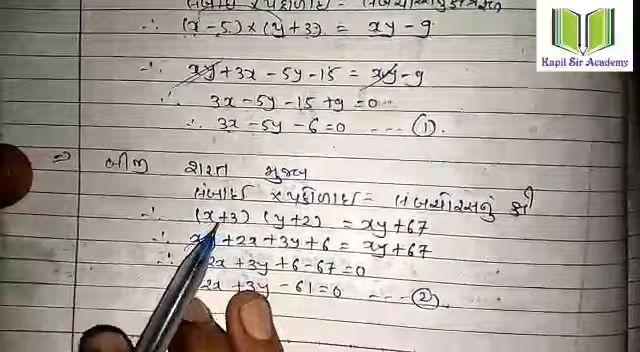 લંબાઈ × પહોળાઈ =
∴ (x-5) × (y+3) = xy - 9
∴ xy + 3x - 5y - 15 = xy - 9
∴ 3x - 5y - 15 + 9 = 0
∴ 3x - 5y - 6 = 0 --- (1).
⇒ બીજી શરત મુજબ
લંબાઈ × પહોળાઈ = લંબચોરસનું ક્ષે
∴ (x+3) (y+2) = xy + 67
∴ xy + 2x + 3y + 6 = xy + 67
∴ 2x + 3y + 6 - 67 = 0
2x + 3y - 61 = 0 --- (2).
Kapil Sir Academy